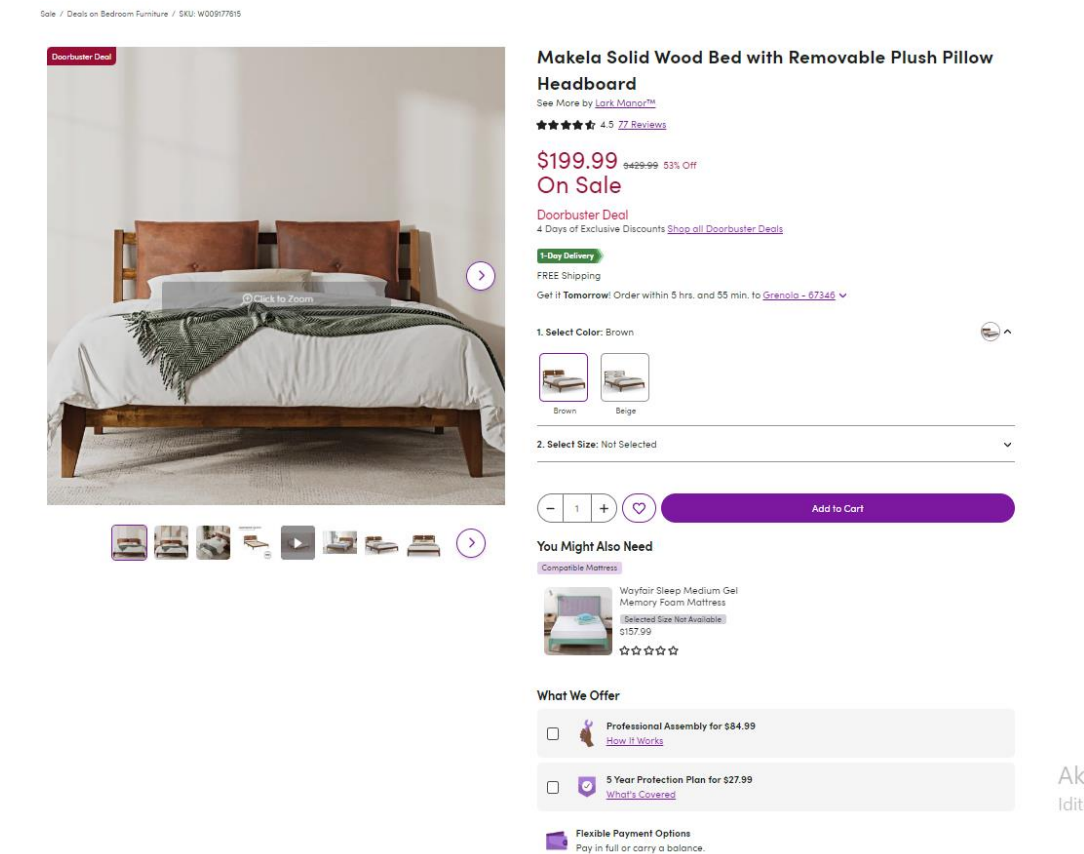 Sale / Deals on Bedroom Furniture / SKU: W009177615
Doorbuster Deal
Click to Zoom
Makela Solid Wood Bed with Removable Plush Pillow
Headboard
See More by Lark Manor™
4.5 77 Reviews
$199.99 $429.99 53% Off
On Sale
Doorbuster Deal
4 Days of Exclusive Discounts Shop all Doorbuster Deals
1-Day Delivery
FREE Shipping
Get it Tomorrow! Order within 5 hrs. and 55 min. to Grenola - 67346
1. Select Color: Brown
Brown Beige
2. Select Size: Not Selected
1 Add to Cart
You Might Also Need
Compatible Mattress
Wayfair Sleep Medium Gel
Memory Foam Mattress
Selected Size Not Available
$157.99
What We Offer
Professional Assembly for $84.99
How It Works
5 Year Protection Plan for $27.99
What's Covered
Flexible Payment Options
Pay in full or carry a balance.
Ak
Idit